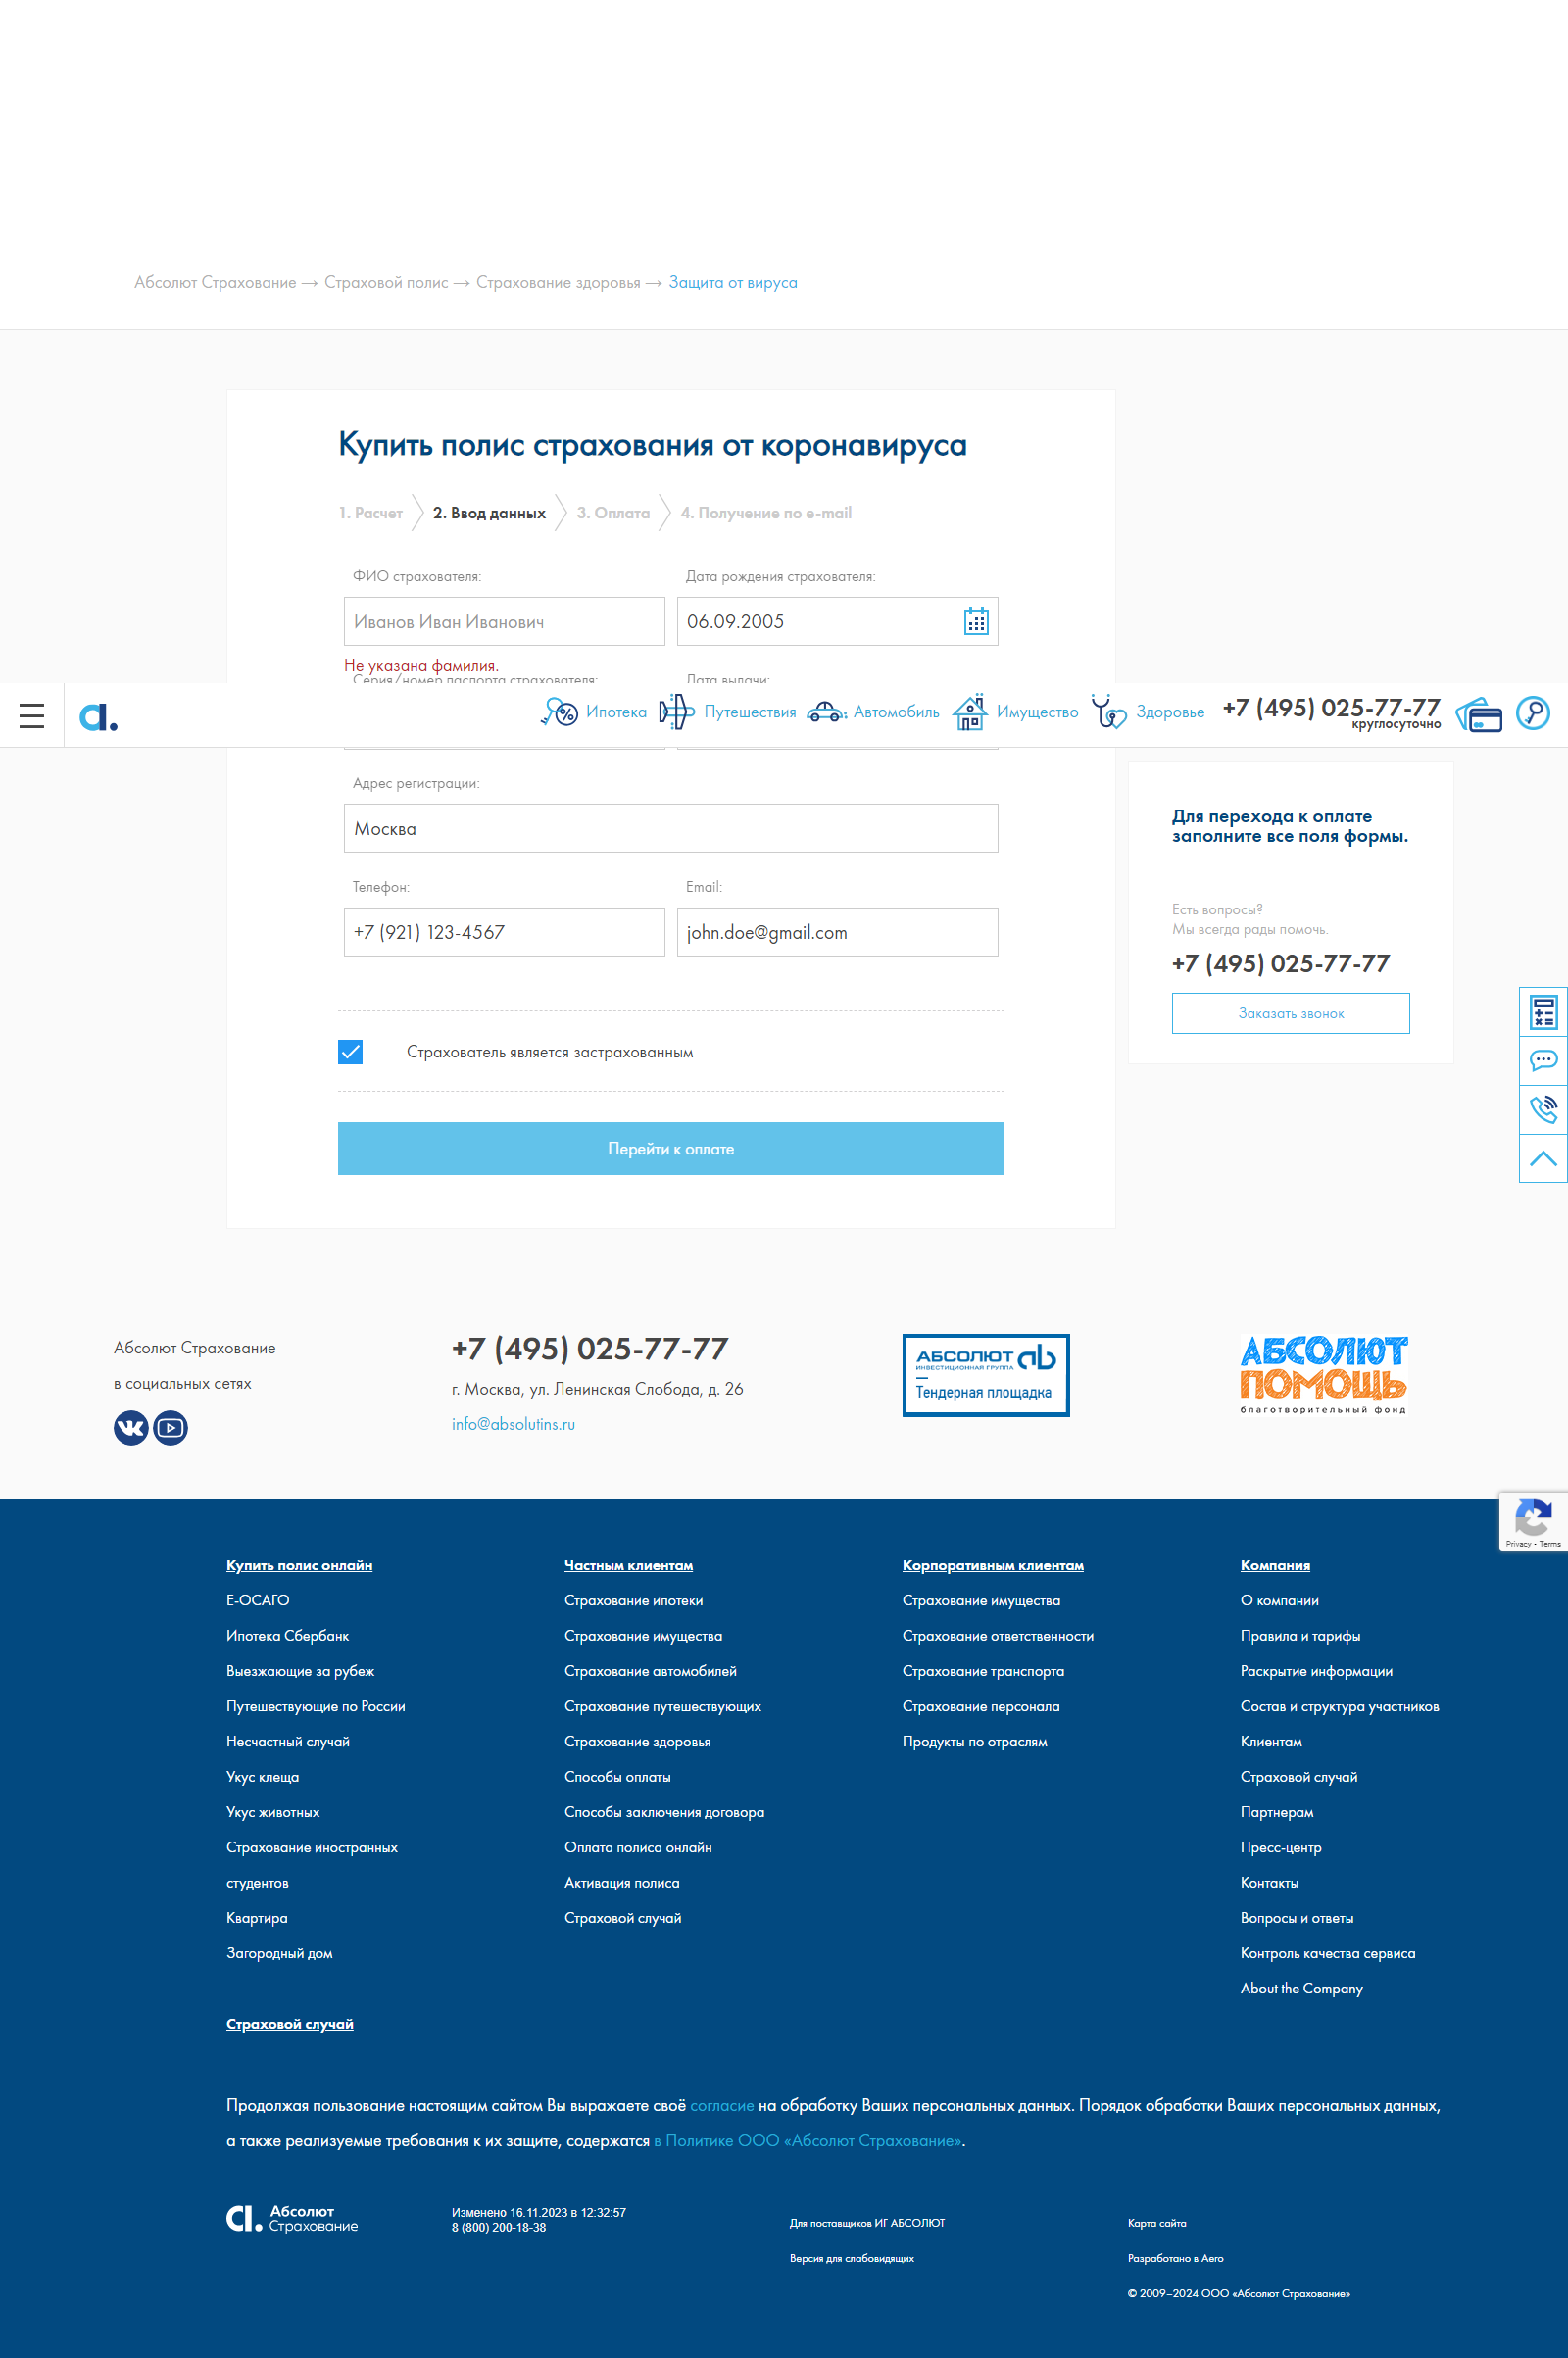 Абсолют Страхование → Страховой полис → Страхование здоровья → Защита от вируса
Купить полис страхования от коронавируса
1. Расчет 2. Ввод данных 3. Оплата 4. Получение по e-mail
ФИО страхователя: Дата рождения страхователя:
Иванов Иван Иванович 06.09.2005
Не указана фамилия.
Серия/номер паспорта страхователя: Дата выдачи:
a. Ипотека Путешествия Автомобиль Имущество Здоровье +7 (495) 025-77-77
круглосуточно
Адрес регистрации:
Москва
Телефон: Email:
+7 (921) 123-4567 john.doe@gmail.com
Страхователь является застрахованным
Перейти к оплате
Для перехода к оплате
заполните все поля формы.
Есть вопросы?
Мы всегда рады помочь.
+7 (495) 025-77-77
Заказать звонок
Абсолют Страхование
в социальных сетях
+7 (495) 025-77-77
г. Москва, ул. Ленинская Слобода, д. 26
info@absolutins.ru
АБСОЛЮТ
ИНВЕСТИЦИОННАЯ ГРУППА
Тендерная площадка
АБСОЛЮТ
ПОМОЩЬ
благотворительный фонд
Privacy - Terms
Купить полис онлайн
Е-ОСАГО
Ипотека Сбербанк
Выезжающие за рубеж
Путешествующие по России
Несчастный случай
Укус клеща
Укус животных
Страхование иностранных
студентов
Квартира
Загородный дом
Страховой случай
Частным клиентам
Страхование ипотеки
Страхование имущества
Страхование автомобилей
Страхование путешествующих
Страхование здоровья
Способы оплаты
Способы заключения договора
Оплата полиса онлайн
Активация полиса
Страховой случай
Корпоративным клиентам
Страхование имущества
Страхование ответственности
Страхование транспорта
Страхование персонала
Продукты по отраслям
Компания
О компании
Правила и тарифы
Раскрытие информации
Состав и структура участников
Клиентам
Страховой случай
Партнерам
Пресс-центр
Контакты
Вопросы и ответы
Контроль качества сервиса
About the Company
Продолжая пользование настоящим сайтом Вы выражаете своё согласие на обработку Ваших персональных данных. Порядок обработки Ваших персональных данных,
а также реализуемые требования к их защите, содержатся в Политике ООО «Абсолют Страхование».
Абсолют
Страхование
Изменено 16.11.2023 в 12:32:57
8 (800) 200-18-38
Для поставщиков ИГ АБСОЛЮТ
Версия для слабовидящих
Карта сайта
Разработано в Aero
© 2009–2024 ООО «Абсолют Страхование»